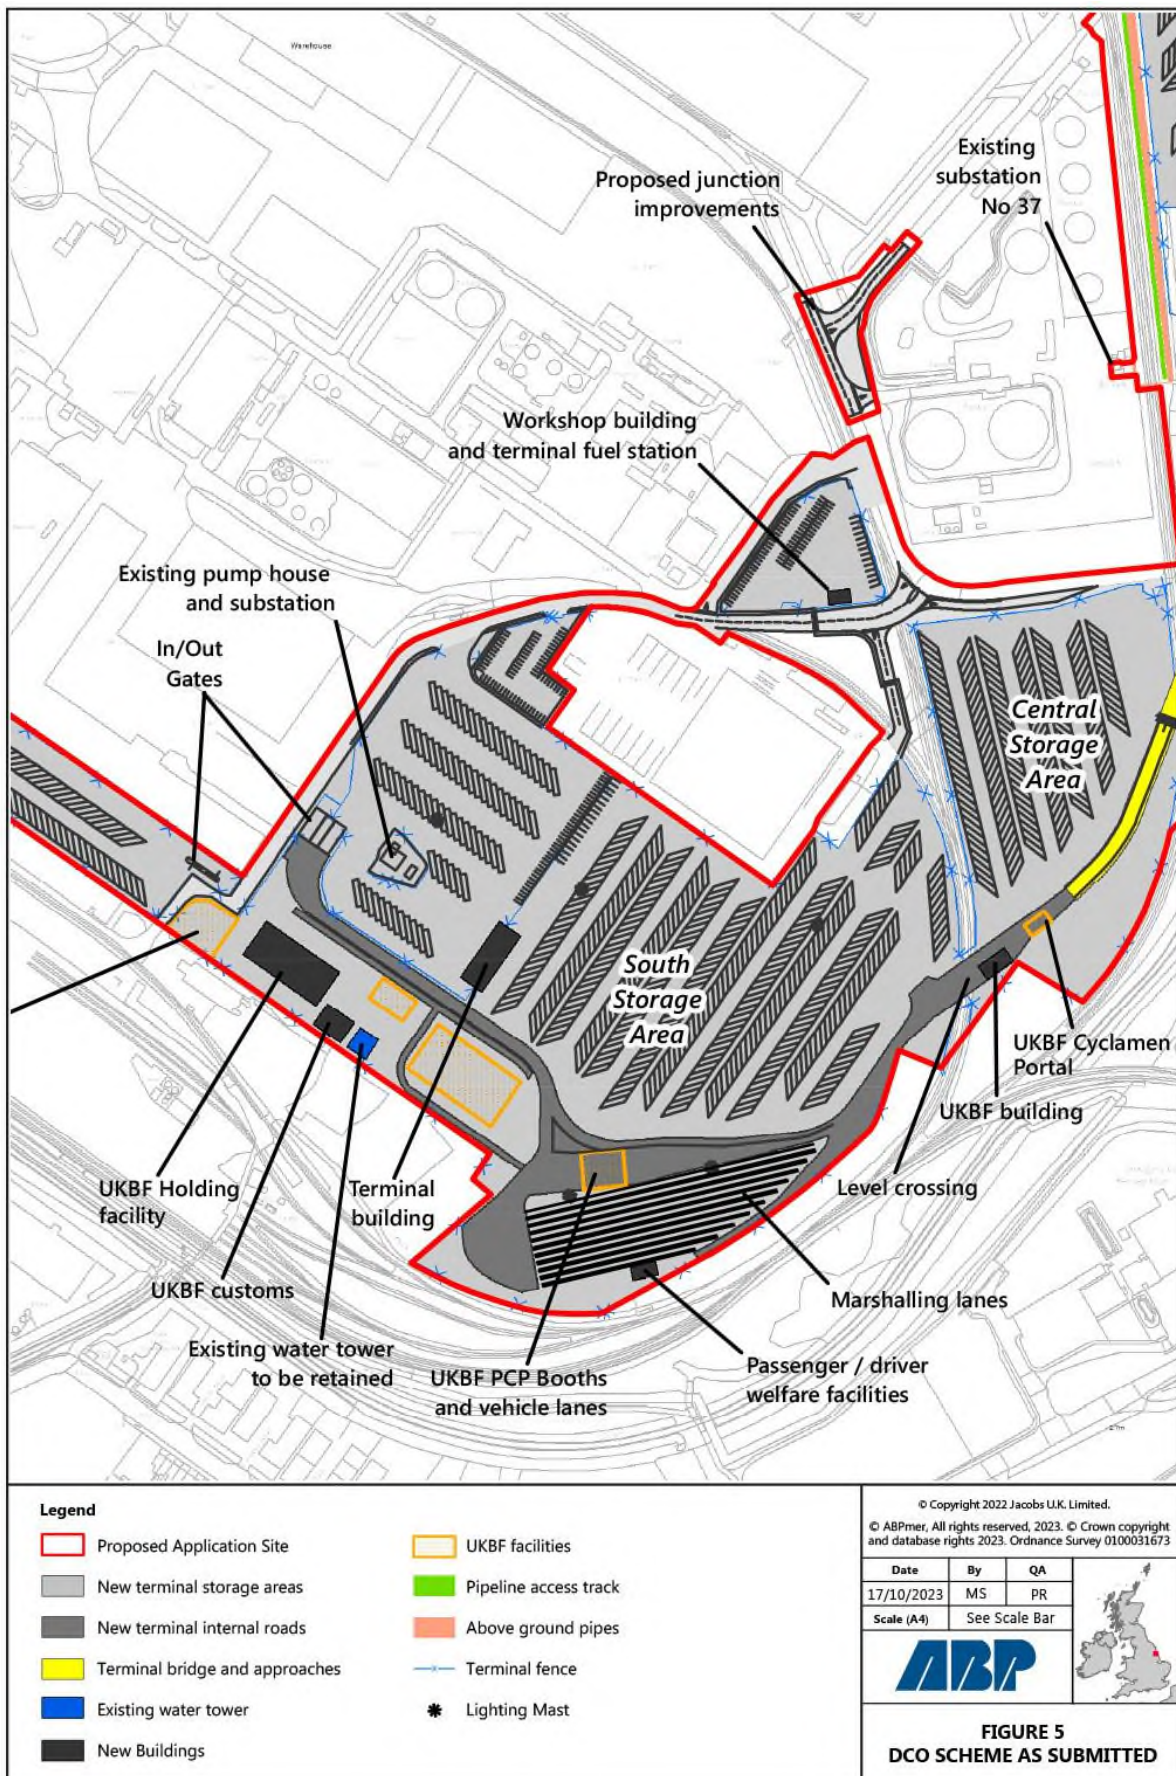 Warehouse
Proposed junction
improvements
Existing
substation
No 37
Workshop building
and terminal fuel station
Existing pump house
and substation
In/Out
Gates
Central
Storage
Area
South
Storage
Area
UKBF Cyclamen
Portal
UKBF building
Level crossing
UKBF Holding
facility
Terminal
building
UKBF customs
Marshalling lanes
Existing water tower
to be retained
UKBF PCP Booths
and vehicle lanes
Passenger / driver
welfare facilities
Legend
Proposed Application Site
New terminal storage areas
New terminal internal roads
Terminal bridge and approaches
Existing water tower
New Buildings
UKBF facilities
Pipeline access track
Above ground pipes
Terminal fence
Lighting Mast
© Copyright 2022 Jacobs U.K. Limited.
© ABPmer, All rights reserved, 2023. © Crown copyright
and database rights 2023. Ordnance Survey 0100031673
Date By QA
17/10/2023 MS PR
Scale (A4) See Scale Bar
ABP
FIGURE 5
DCO SCHEME AS SUBMITTED